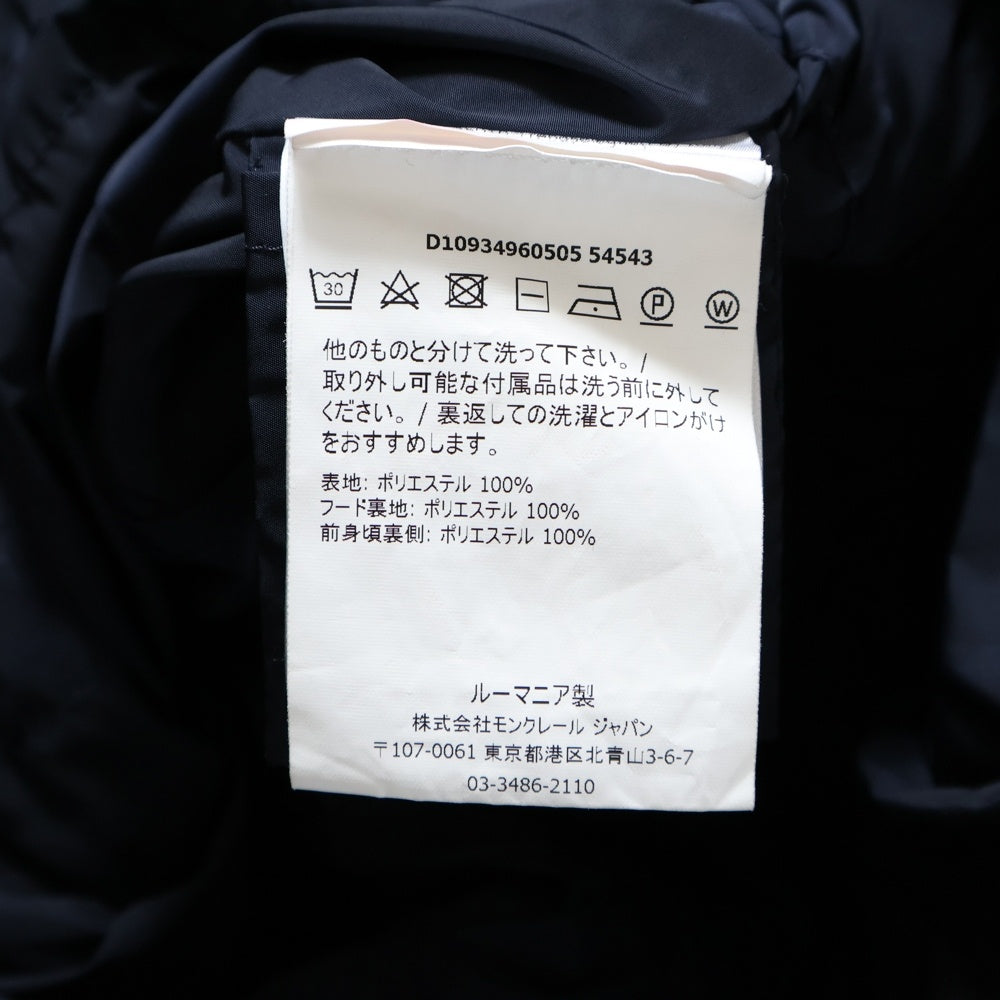 D10934960505 54543
30 P W
他のものと分けて洗って下さい。 /
取り外し可能な付属品は洗う前に外して
ください。 / 裏返しての洗濯とアイロンがけ
をおすすめします。
表地: ポリエステル 100%
フード裏地: ポリエステル 100%
前身頃裏側: ポリエステル 100%
ルーマニア製
株式会社モンクレール ジャパン
〒107-0061 東京都港区北青山3-6-7
03-3486-2110